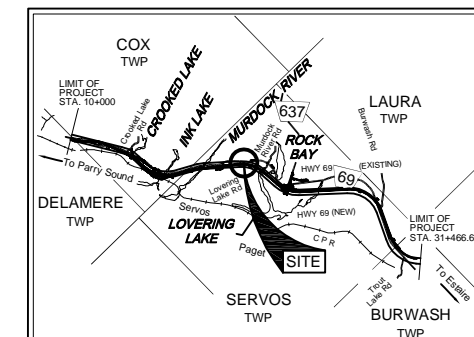 COX
TWP
LIMIT OF
PROJECT
STA. 10+000
Crooked Lake
Rd
CROOKED LAKE
INK LAKE
MURDOCK RIVER
637
LAURA
TWP
Murdock
River Rd
ROCK
BAY
Burwash Rd
HWY 69 (EXISTING)
69
To Parry Sound
DELAMERE
TWP
Servos
Lovering
Lake Rd
LOVERING
LAKE
HWY 69 (NEW)
LIMIT OF
PROJECT
STA. 31+466.6
Paget
SITE
C P R
Trout
Lake Rd
To Estaire
SERVOS
TWP
BURWASH
TWP